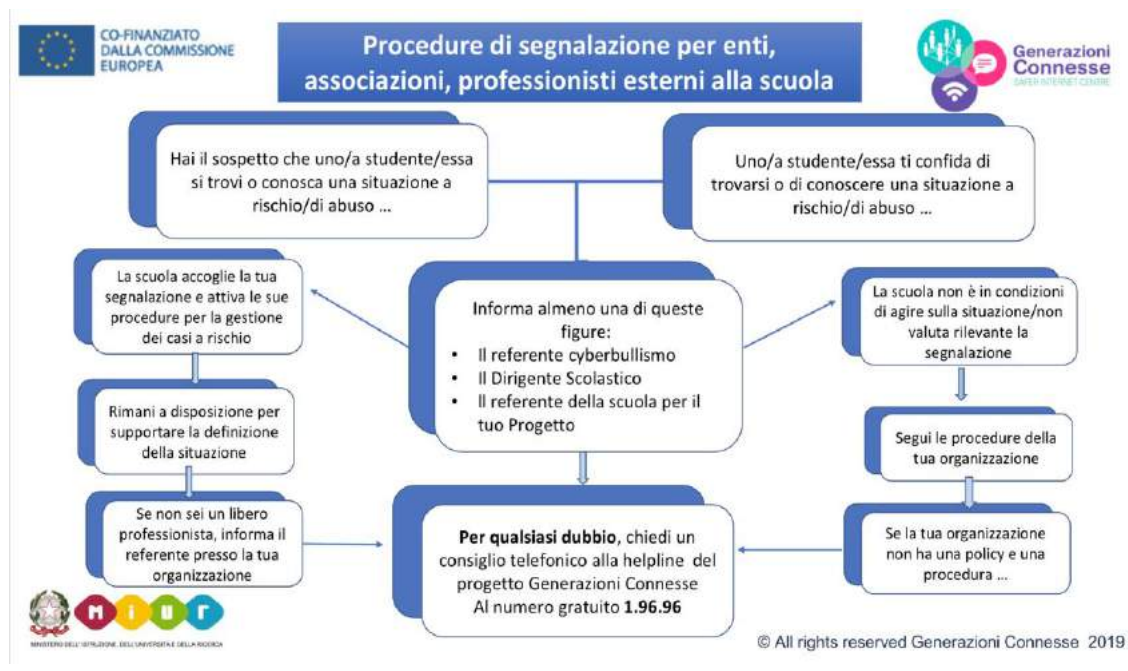 CO-FINANZIATO
DALLA COMMISSIONE
EUROPEA
Procedure di segnalazione per enti,
associazioni, professionisti esterni alla scuola
Generazioni
Connesse
SAFER INTERNET CENTRE
Hai il sospetto che uno/a studente/essa
si trovi o conosca una situazione a
rischio/di abuso ...
Uno/a studente/essa ti confida di
trovarsi o di conoscere una situazione a
rischio/di abuso ...
La scuola accoglie la tua
segnalazione e attiva le sue
procedure per la gestione
dei casi a rischio
Informa almeno una di queste
figure:
• Il referente cyberbullismo
• Il Dirigente Scolastico
• Il referente della scuola per il
tuo Progetto
La scuola non è in condizioni
di agire sulla situazione/non
valuta rilevante la
segnalazione
Rimani a disposizione per
supportare la definizione
della situazione
Segui le procedure della
tua organizzazione
Se non sei un libero
professionista, informa il
referente presso la tua
organizzazione
Per qualsiasi dubbio, chiedi un
consiglio telefonico alla helpline del
progetto Generazioni Connesse
Al numero gratuito 1.96.96
Se la tua organizzazione
non ha una policy e una
procedura ...
miur
MINISTERO DELL'ISTRUZIONE, DELL'UNIVERSITÀ E DELLA RICERCA
© All rights reserved Generazioni Connesse 2019